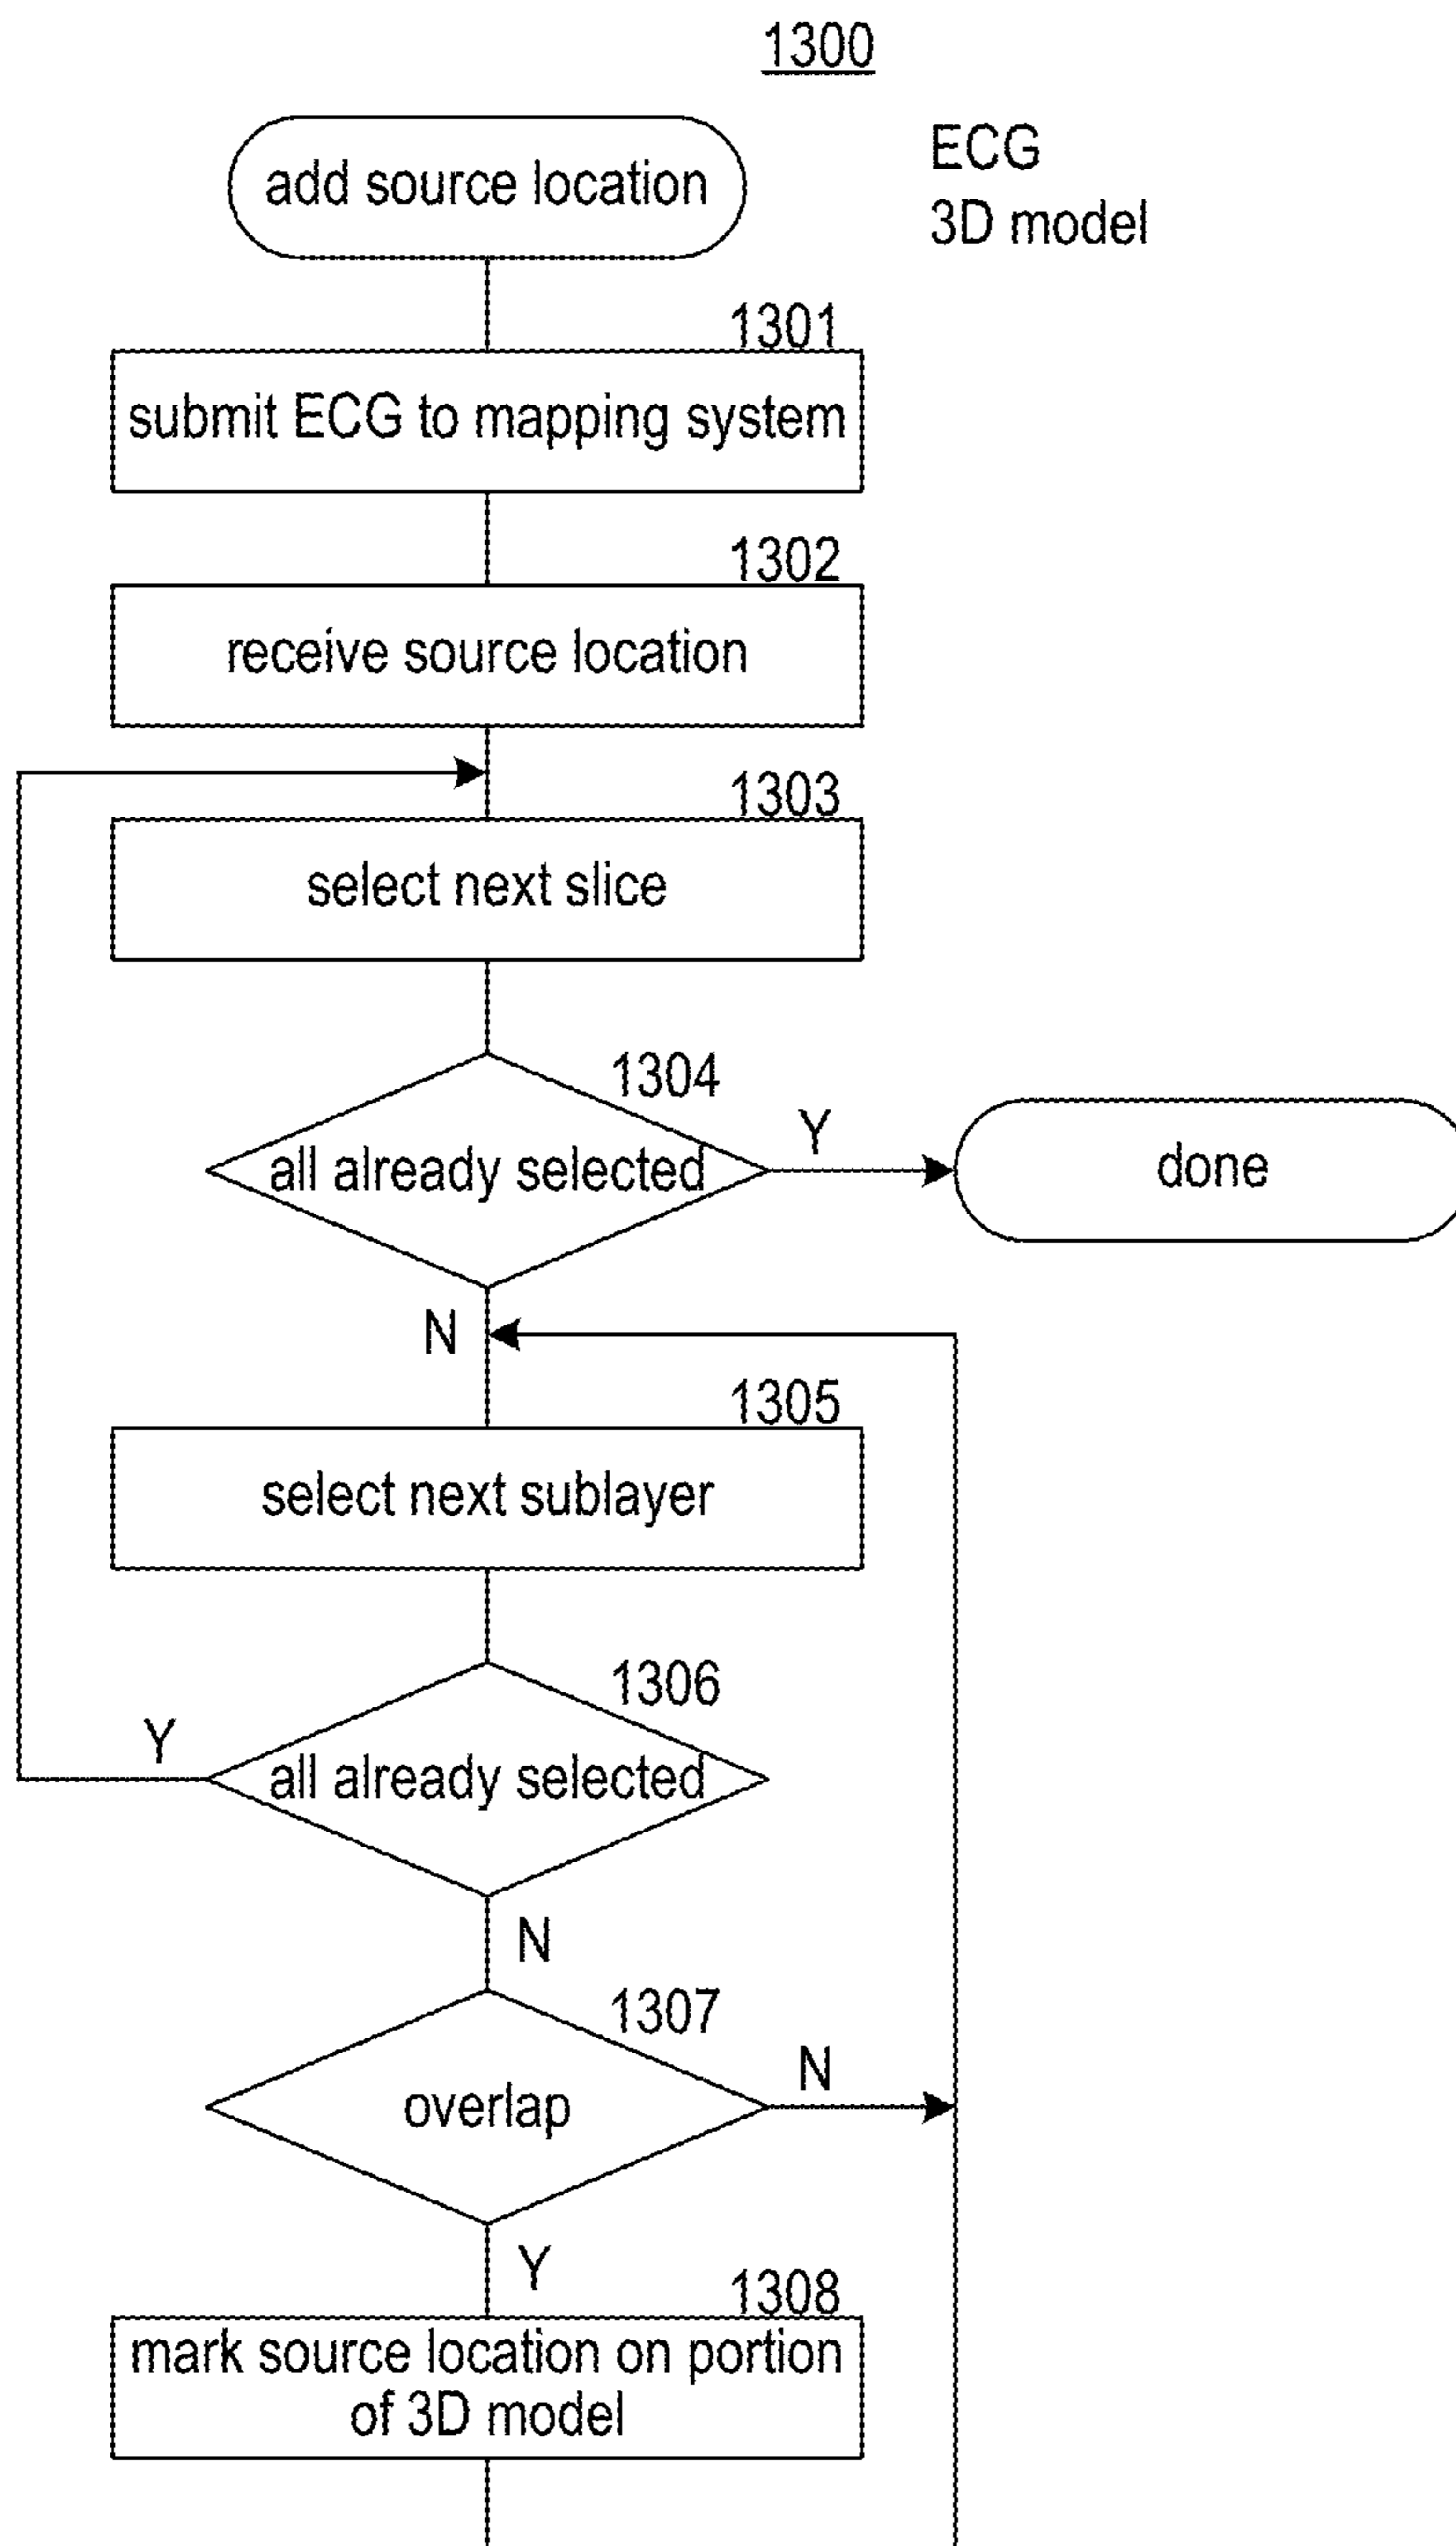 1300
add source location
ECG
3D model
1301
submit ECG to mapping system
1302
receive source location
1303
select next slice
1304
all already selected
Y
done
N
1305
select next sublayer
1306
Y
all already selected
N
1307
overlap
N
Y
1308
mark source location on portion
of 3D model